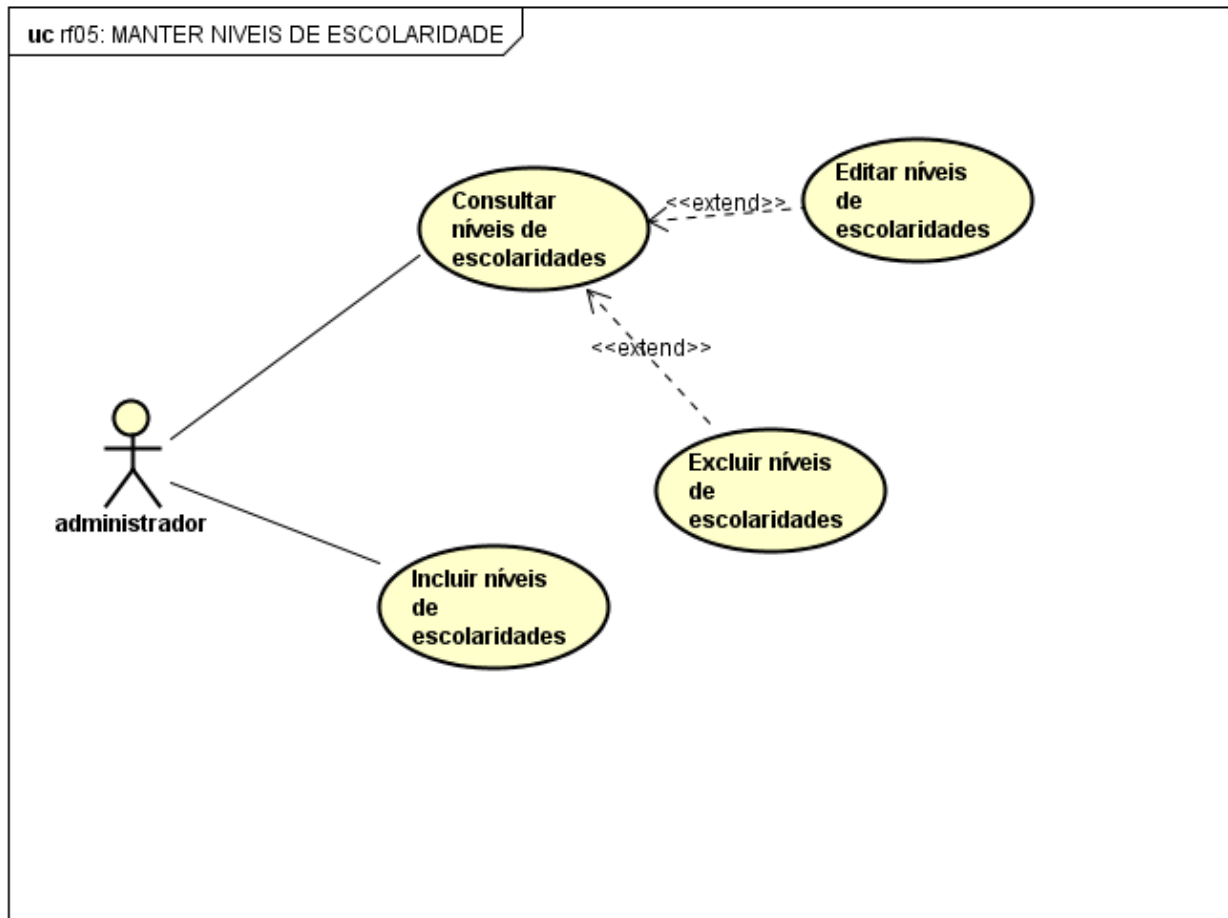 uc rf05: MANTER NIVEIS DE ESCOLARIDADE
Consultar
níveis de
escolaridades
<<extend>>
Editar níveis
de
escolaridades
<<extend>>
Excluir níveis
de
escolaridades
administrador
Incluir níveis
de
escolaridades